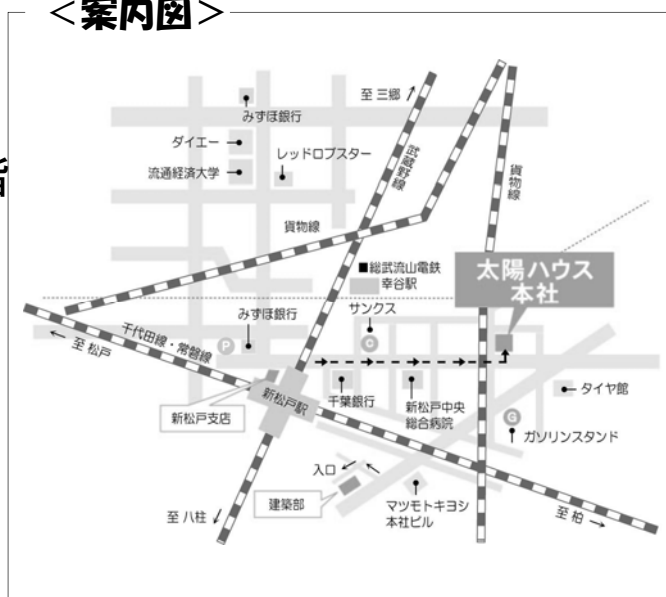 <案内図>
至 三郷
みずほ銀行
ダイエー
レッドロブスター
流通経済大学
武蔵野線
貨物線
貨物線
階
■総武流山電鉄
幸谷駅
太陽ハウス
本社
サンクス
みずほ銀行
P
C
千代田線・常磐線
至 松戸
新松戸駅
千葉銀行
新松戸中央
総合病院
タイヤ館
新松戸支店
G
ガソリンスタンド
入口
建築部
マツモトキヨシ
本社ビル
至 八柱
至 柏